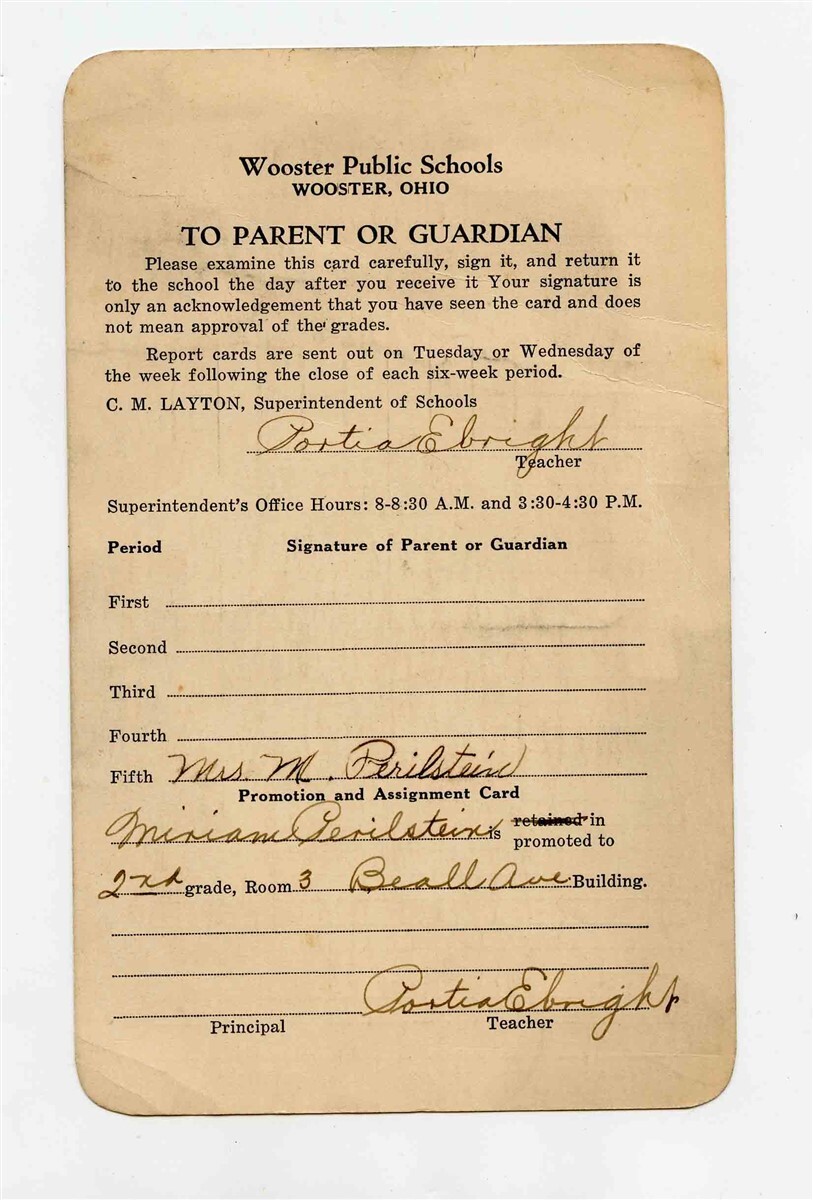 Wooster Public Schools
WOOSTER, OHIO
TO PARENT OR GUARDIAN
Please examine this card carefully, sign it, and return it
to the school the day after you receive it Your signature is
only an acknowledgement that you have seen the card and does
not mean approval of the grades.
Report cards are sent out on Tuesday or Wednesday of
the week following the close of each six-week period.
C. M. LAYTON, Superintendent of Schools
Portia Ebright
Teacher
Superintendent's Office Hours: 8-8:30 A.M. and 3:30-4:30 P.M.
Period Signature of Parent or Guardian
First
Second
Third
Fourth
Fifth Mrs. M. Perilstein
Promotion and Assignment Card
Miriam Perilstein is retained in
promoted to
2nd grade, Room 3 Beall Ave. Building.
Portia Ebright
Principal Teacher